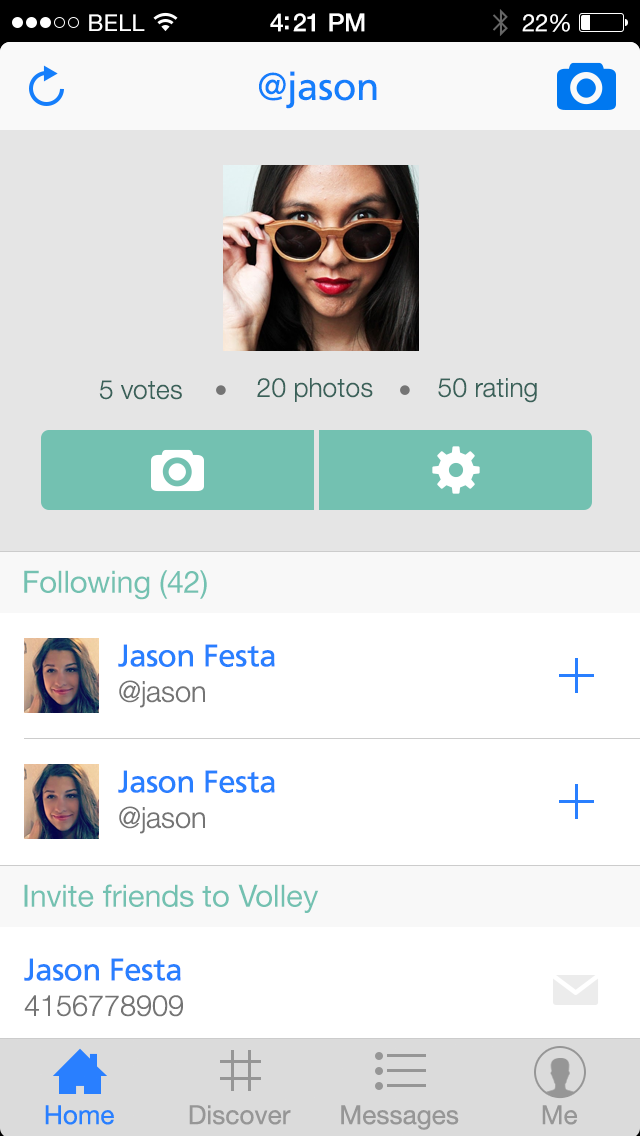 BELL 4:21 PM 22%
@jason
5 votes • 20 photos • 50 rating
Following (42)
Jason Festa
@jason
Jason Festa
@jason
Invite friends to Volley
Jason Festa
4156778909
Home Discover Messages Me